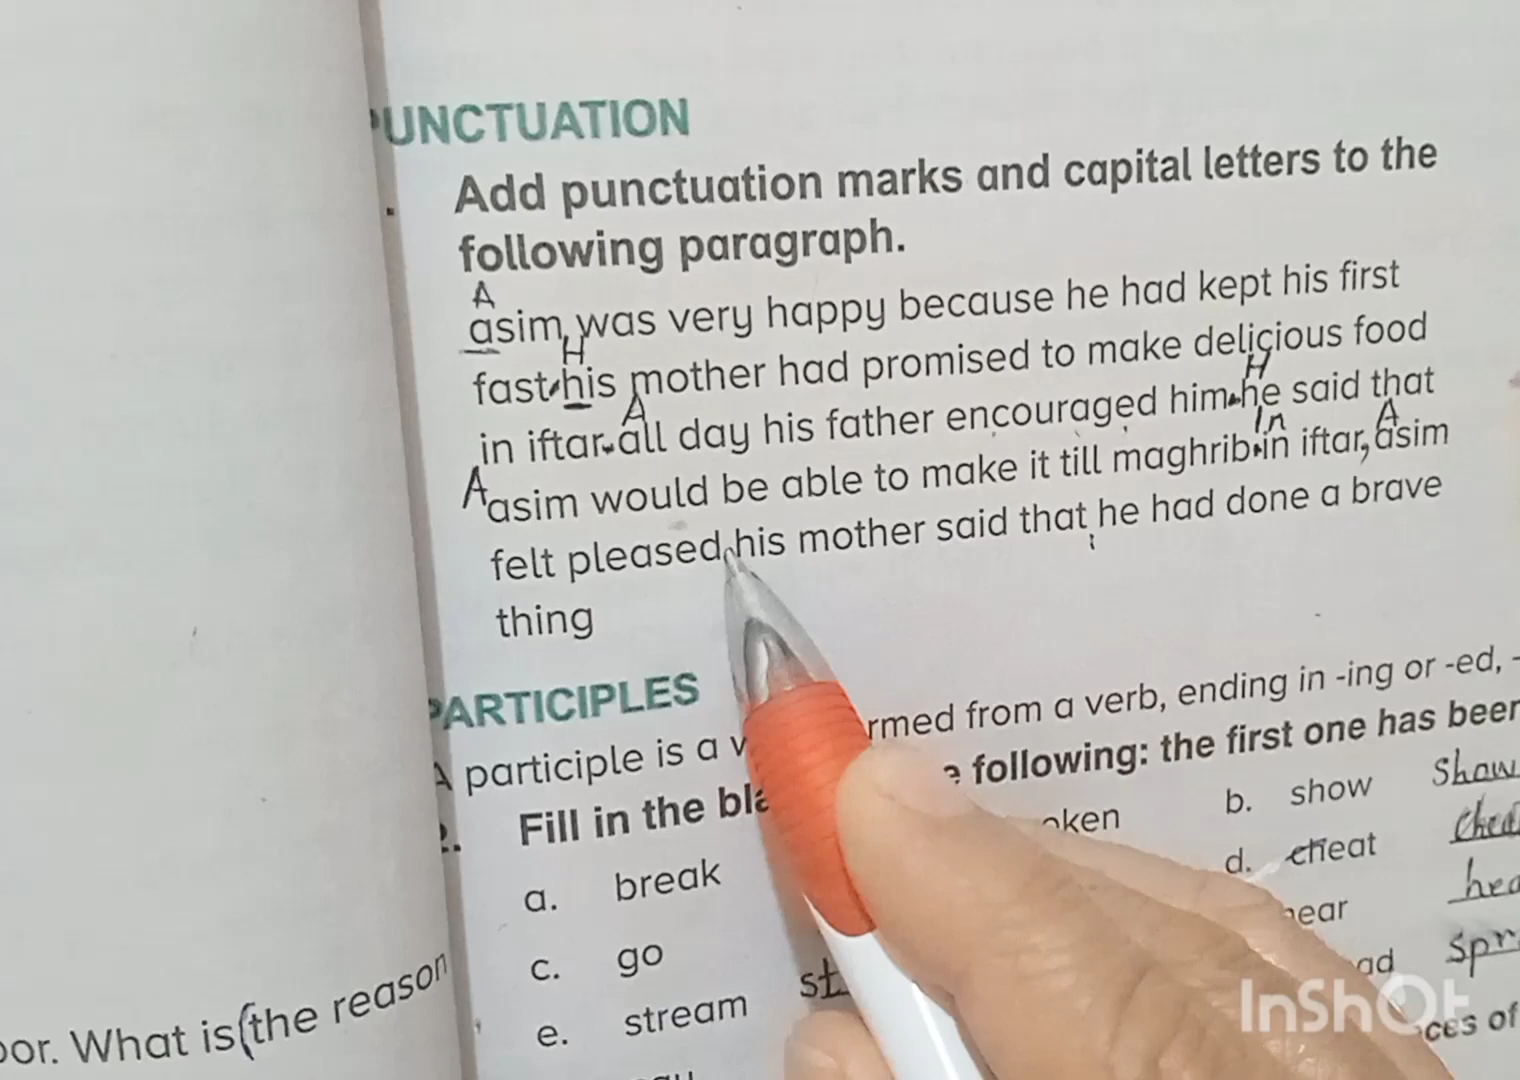 PUNCTUATION
Add punctuation marks and capital letters to the
following paragraph.
A
asim, was very happy because he had kept his first
H
fast. his mother had promised to make delicious food
A H
in iftar. all day his father encouraged him. he said that
A In A
asim would be able to make it till maghrib. in iftar, asim
felt pleased, his mother said that he had done a brave
thing
PARTICIPLES
A participle is a v rmed from a verb, ending in -ing or -ed, -
2. Fill in the bla e following: the first one has been
a. break oken b. show Show
c. go d. cheat chea
e. stream st ear hea
ad spr
ces of
oor. What is (the reason
InShOt